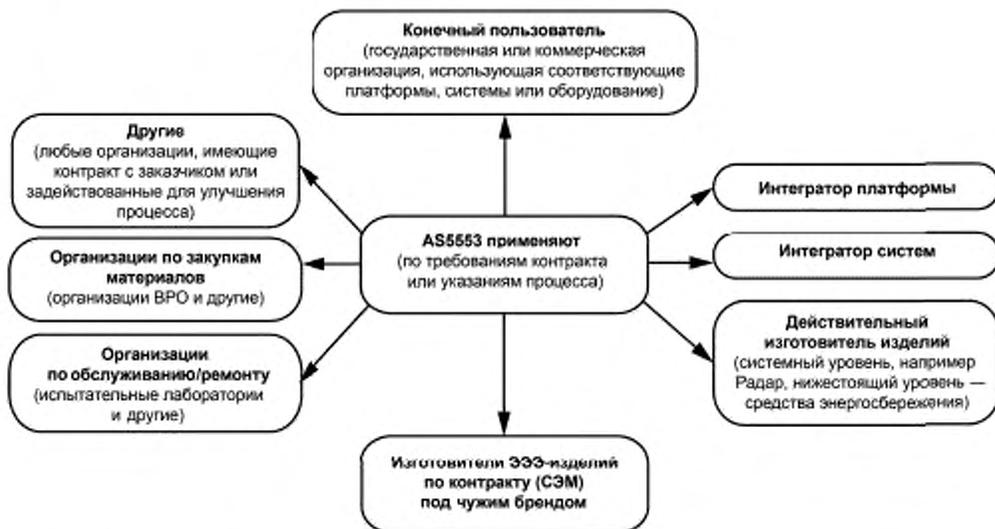 Конечный пользователь
(государственная или коммерческая
организация, использующая соответствующие
платформы, системы или оборудование)
Другие
(любые организации, имеющие
контракт с заказчиком или
задействованные для улучшения
процесса)
Интегратор платформы
AS5553 применяют
(по требованиям контракта
или указаниям процесса)
Организации по закупкам
материалов
(организации ВРО и другие)
Интегратор систем
Действительный
изготовитель изделий
(системный уровень, например
Радар, нижестоящий уровень —
средства энергосбережения)
Организации
по обслуживанию/ремонту
(испытательные лаборатории
и другие)
Изготовители ЭЭЭ-изделий
по контракту (СЭМ)
под чужим брендом